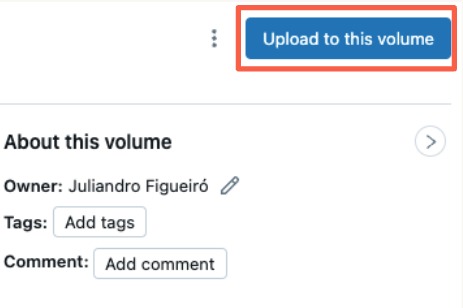 Upload to this volume
About this volume
Owner: Juliandro Figueiró
Tags: Add tags
Comment: Add comment